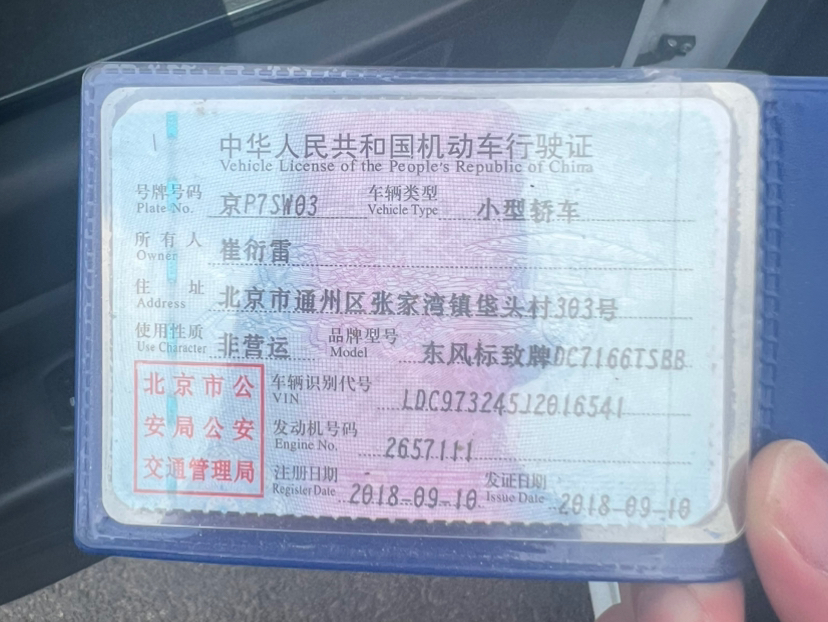 中华人民共和国机动车行驶证
Vehicle License of the People's Republic of China
号牌号码 京P7SW03 车辆类型 小型轿车
Plate No. Vehicle Type
所有人 崔衍雷
Owner
住址 北京市通州区张家湾镇垡头村303号
Address
使用性质 非营运 品牌型号 东风标致牌DC7166TSBB
Use Character Model
北京市公
安局公安
交通管理局
车辆识别代号 LDC973245J2016541
VIN
发动机号码 2657111
Engine No.
注册日期 2018-09-10 发证日期 2018-09-10
Register Date Issue Date